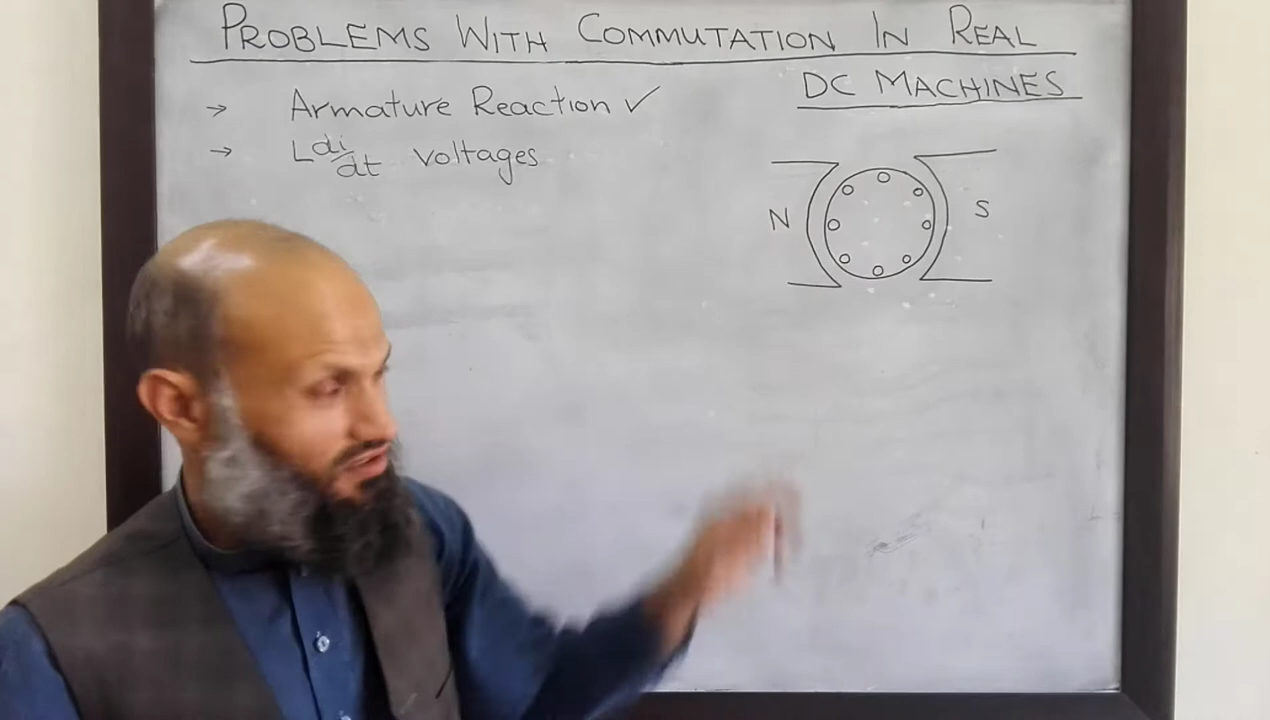 PROBLEMS WITH COMMUTATION IN REAL
DC MACHINES
→ Armature Reaction ✓
→ L di/dt voltages
N
S